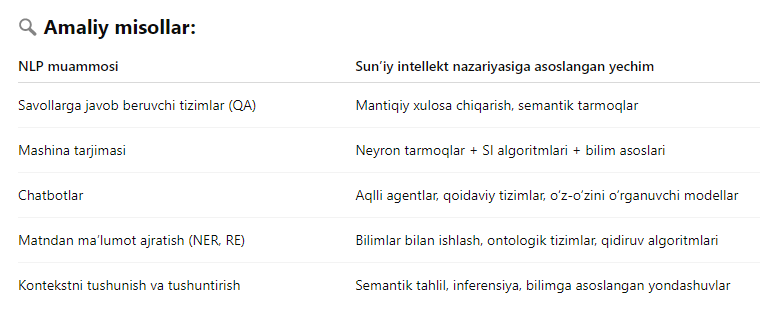 Amaliy misollar:
NLP muammosi Sun’iy intellekt nazariyasiga asoslangan yechim
Savollarga javob beruvchi tizimlar (QA) Mantiqiy xulosa chiqarish, semantik tarmoqlar
Mashina tarjimasi Neyron tarmoqlar + SI algoritmlari + bilim asoslari
Chatbotlar Aqlli agentlar, qoidaviy tizimlar, o‘z-o‘zini o‘rganuvchi modellar
Matndan ma’lumot ajratish (NER, RE) Bilimlar bilan ishlash, ontologik tizimlar, qidiruv algoritmlari
Kontekstni tushunish va tushuntirish Semantik tahlil, inferensiya, bilimga asoslangan yondashuvlar